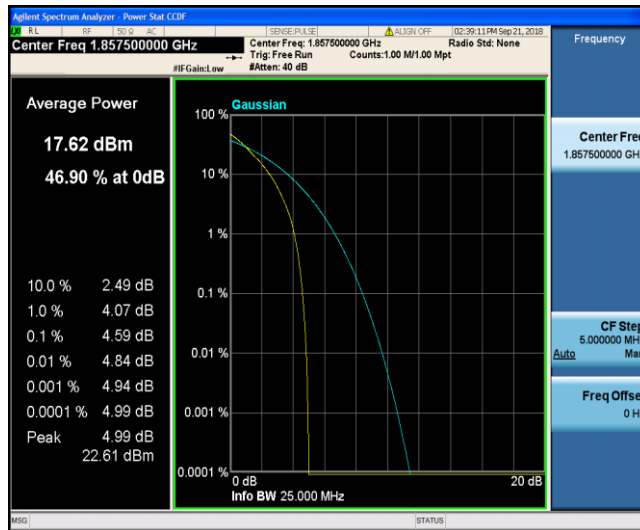 Agilent Spectrum Analyzer - Power Stat CCDF
RL RF 50 Ω AC SENSE:PULSE ALIGN OFF 02:39:11 PM Sep 21, 2018
Center Freq 1.857500000 GHz
Center Freq: 1.857500000 GHz Radio Std: None
Trig: Free Run Counts:1.00 M/1.00 Mpt
#IFGain:Low #Atten: 40 dB
Frequency
Average Power
17.62 dBm
46.90 % at 0dB
10.0 % 2.49 dB
1.0 % 4.07 dB
0.1 % 4.59 dB
0.01 % 4.84 dB
0.001 % 4.94 dB
0.0001 % 4.99 dB
Peak 4.99 dB
22.61 dBm
Gaussian
100 %
10 %
1 %
0.1 %
0.01 %
0.001 %
0.0001 %
0 dB 20 dB
Info BW 25.000 MHz
Center Freq
1.857500000 GH
CF Step
5.000000 MH
Auto Ma
Freq Offse
0 H
MSG STATUS